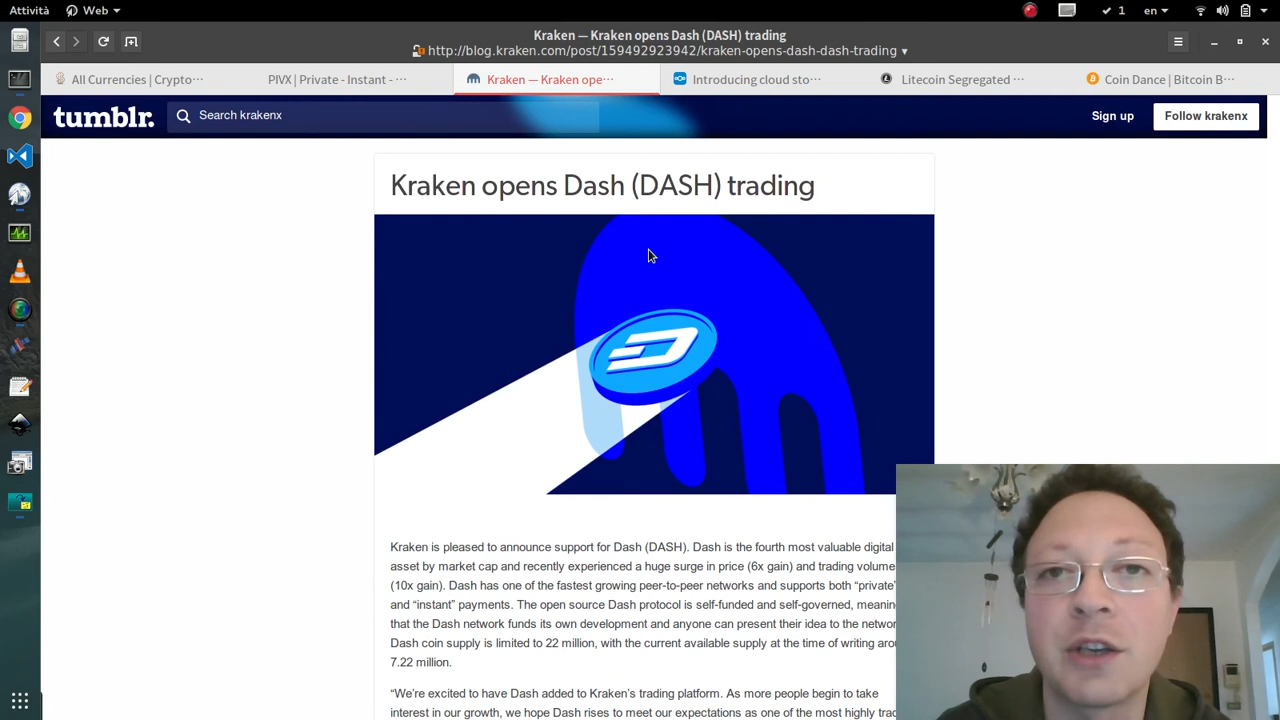 Attività
Web
1
en
Kraken — Kraken opens Dash (DASH) trading
http://blog.kraken.com/post/159492923942/kraken-opens-dash-dash-trading
All Currencies | Crypto…
PIVX | Private - Instant - …
Kraken — Kraken ope…
Introducing cloud sto…
Litecoin Segregated …
Coin Dance | Bitcoin B…
tumblr.
Search krakenx
Sign up
Follow krakenx
Kraken opens Dash (DASH) trading
Kraken is pleased to announce support for Dash (DASH). Dash is the fourth most valuable digital
asset by market cap and recently experienced a huge surge in price (6x gain) and trading volume
(10x gain). Dash has one of the fastest growing peer-to-peer networks and supports both “private”
and “instant” payments. The open source Dash protocol is self-funded and self-governed,
that the Dash network funds its own development and anyone can present their idea to the
Dash coin supply is limited to 22 million, with the current available supply at the time of writing
7.22 million.
“We’re excited to have Dash added to Kraken’s trading platform. As more people begin to take
interest in our growth, we hope Dash rises to meet our expectations as one of the most highly